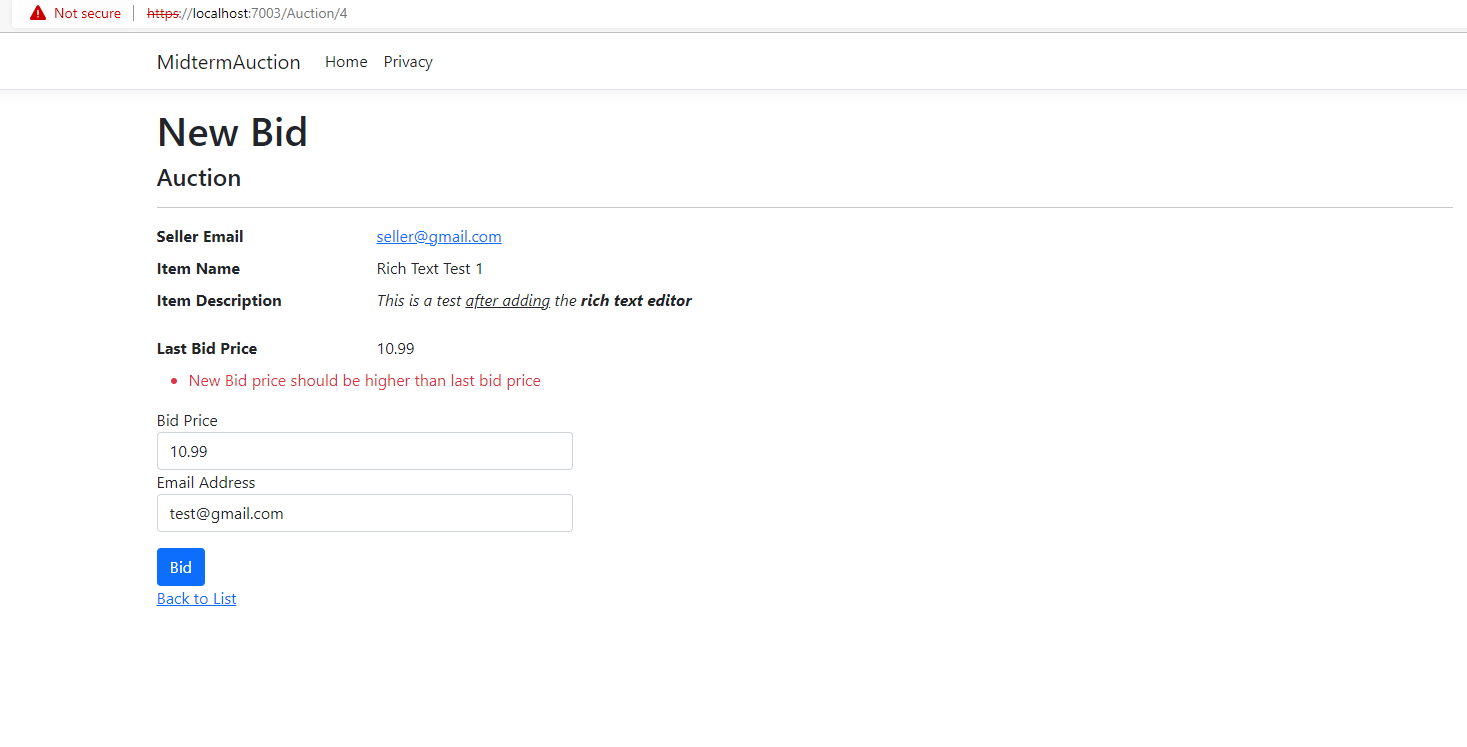 Not secure | https://localhost:7003/Auction/4
MidtermAuction Home Privacy
New Bid
Auction
Seller Email seller@gmail.com
Item Name Rich Text Test 1
Item Description This is a test after adding the rich text editor
Last Bid Price 10.99
• New Bid price should be higher than last bid price
Bid Price
10.99
Email Address
test@gmail.com
Bid
Back to List